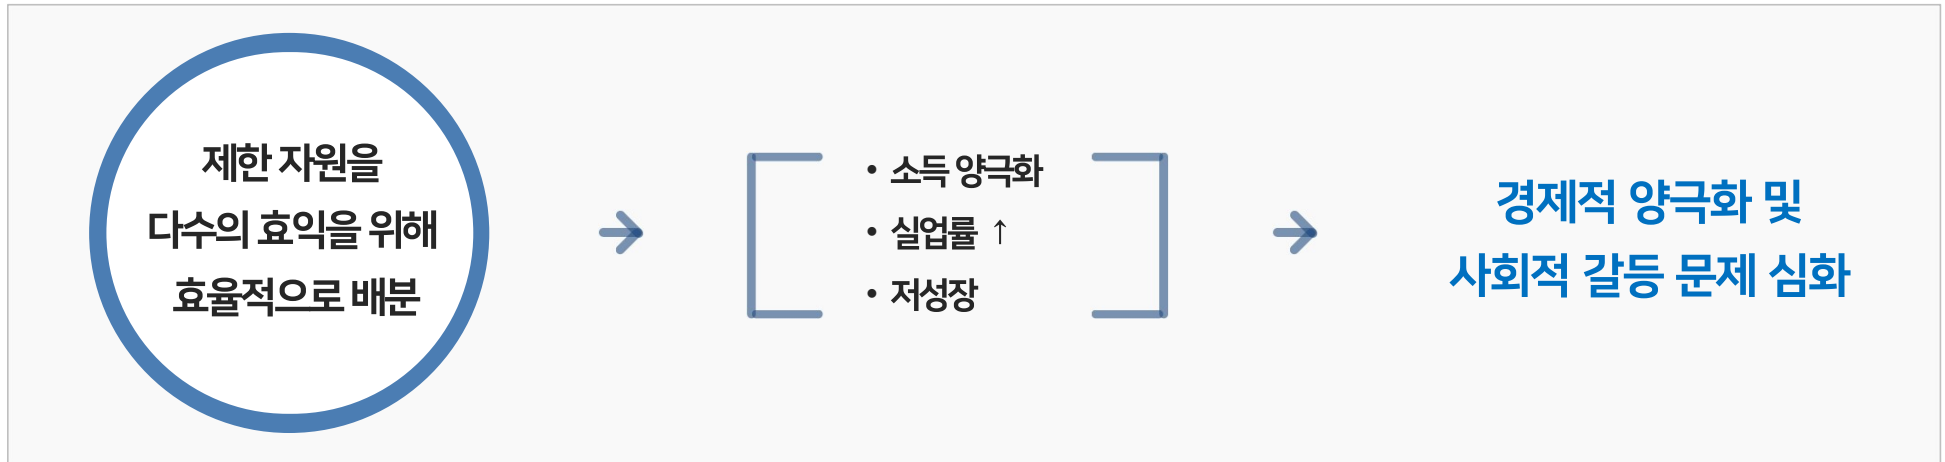 제한 자원을
다수의 효익을 위해
효율적으로 배분
• 소득 양극화
• 실업률 ↑
• 저성장
경제적 양극화 및
사회적 갈등 문제 심화